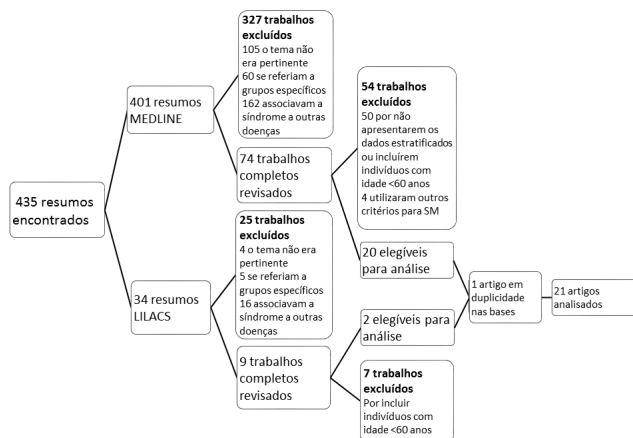 327 trabalhos
excluídos
105 o tema não
era pertinente
60 se referiam a
grupos específicos
162 associavam a
síndrome a outras
doenças
401 resumos
MEDLINE
54 trabalhos
excluídos
50 por não
apresentarem os
dados estratificados
ou incluírem
indivíduos com
idade <60 anos
4 utilizaram outros
critérios para SM
74 trabalhos
completos
revisados
435 resumos
encontrados
25 trabalhos
excluídos
4 o tema não era
pertinente
5 se referiam a
grupos específicos
16 associavam a
síndrome a outras
doenças
20 elegíveis
para análise
34 resumos
LILACS
1 artigo em
duplicidade
nas bases
21 artigos
analisados
2 elegíveis para
análise
9 trabalhos
completos
revisados
7 trabalhos
excluídos
Por incluir
indivíduos com
idade <60 anos